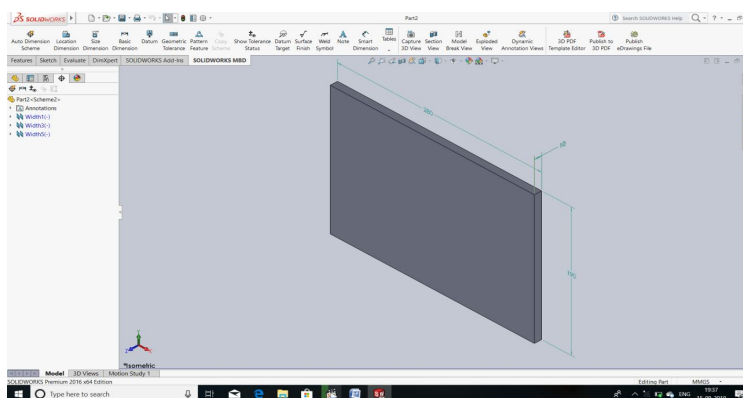 SOLIDWORKS Part2 Search SOLIDWORKS Help
Auto Dimension Scheme Location Dimension Size Dimension Basic Dimension Datum Geometric Tolerance Pattern Feature Copy Scheme Show Tolerance Status Datum Target Surface Finish Weld Symbol Note Smart Dimension Tables Capture 3D View Section View Model Break View Exploded View Dynamic Annotation Views 3D PDF Template Editor Publish to 3D PDF Publish eDrawings File
Features Sketch Evaluate DimXpert SOLIDWORKS Add-Ins SOLIDWORKS MBD
Part2<Scheme2>
Annotations
Width1(-)
Width3(-)
Width5(-)
*Isometric
Model 3D Views Motion Study 1
SOLIDWORKS Premium 2016 x64 Edition Editing Part MMGS
Type here to search ENG 19:37